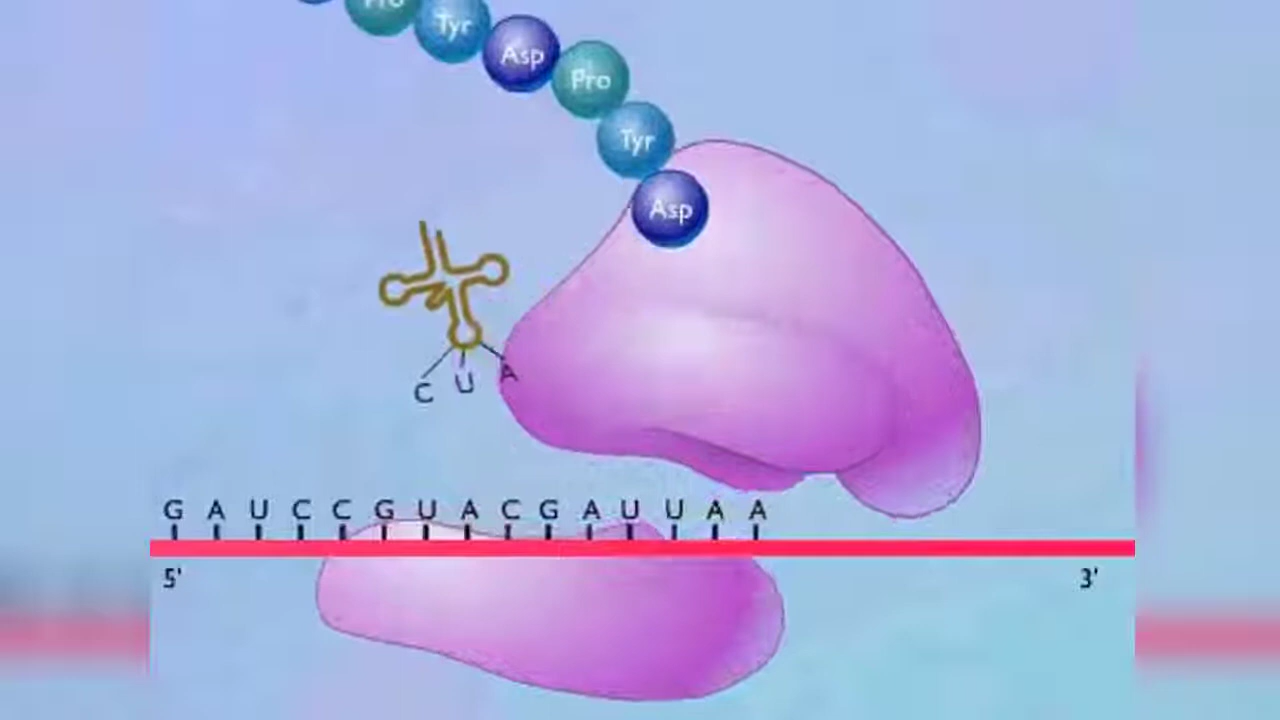 Pro
Tyr
Asp
Pro
Tyr
Asp
C U A
G A U C C G U A C G A U U A A
5' 3'